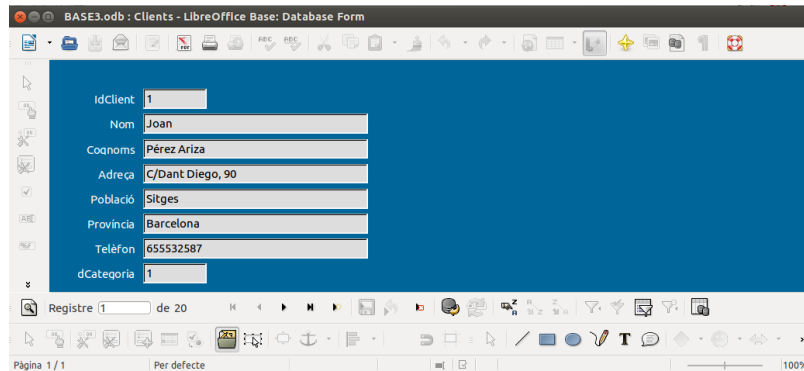 BASE3.odb : Clients - LibreOffice Base: Database Form
IdClient 1
Nom Joan
Cognoms Pérez Ariza
Adreça C/Dant Diego, 90
Població Sitges
Província Barcelona
Telèfon 655532587
dCategoria 1
Registre 1 de 20
Pàgina 1 / 1 Per defecte 100%